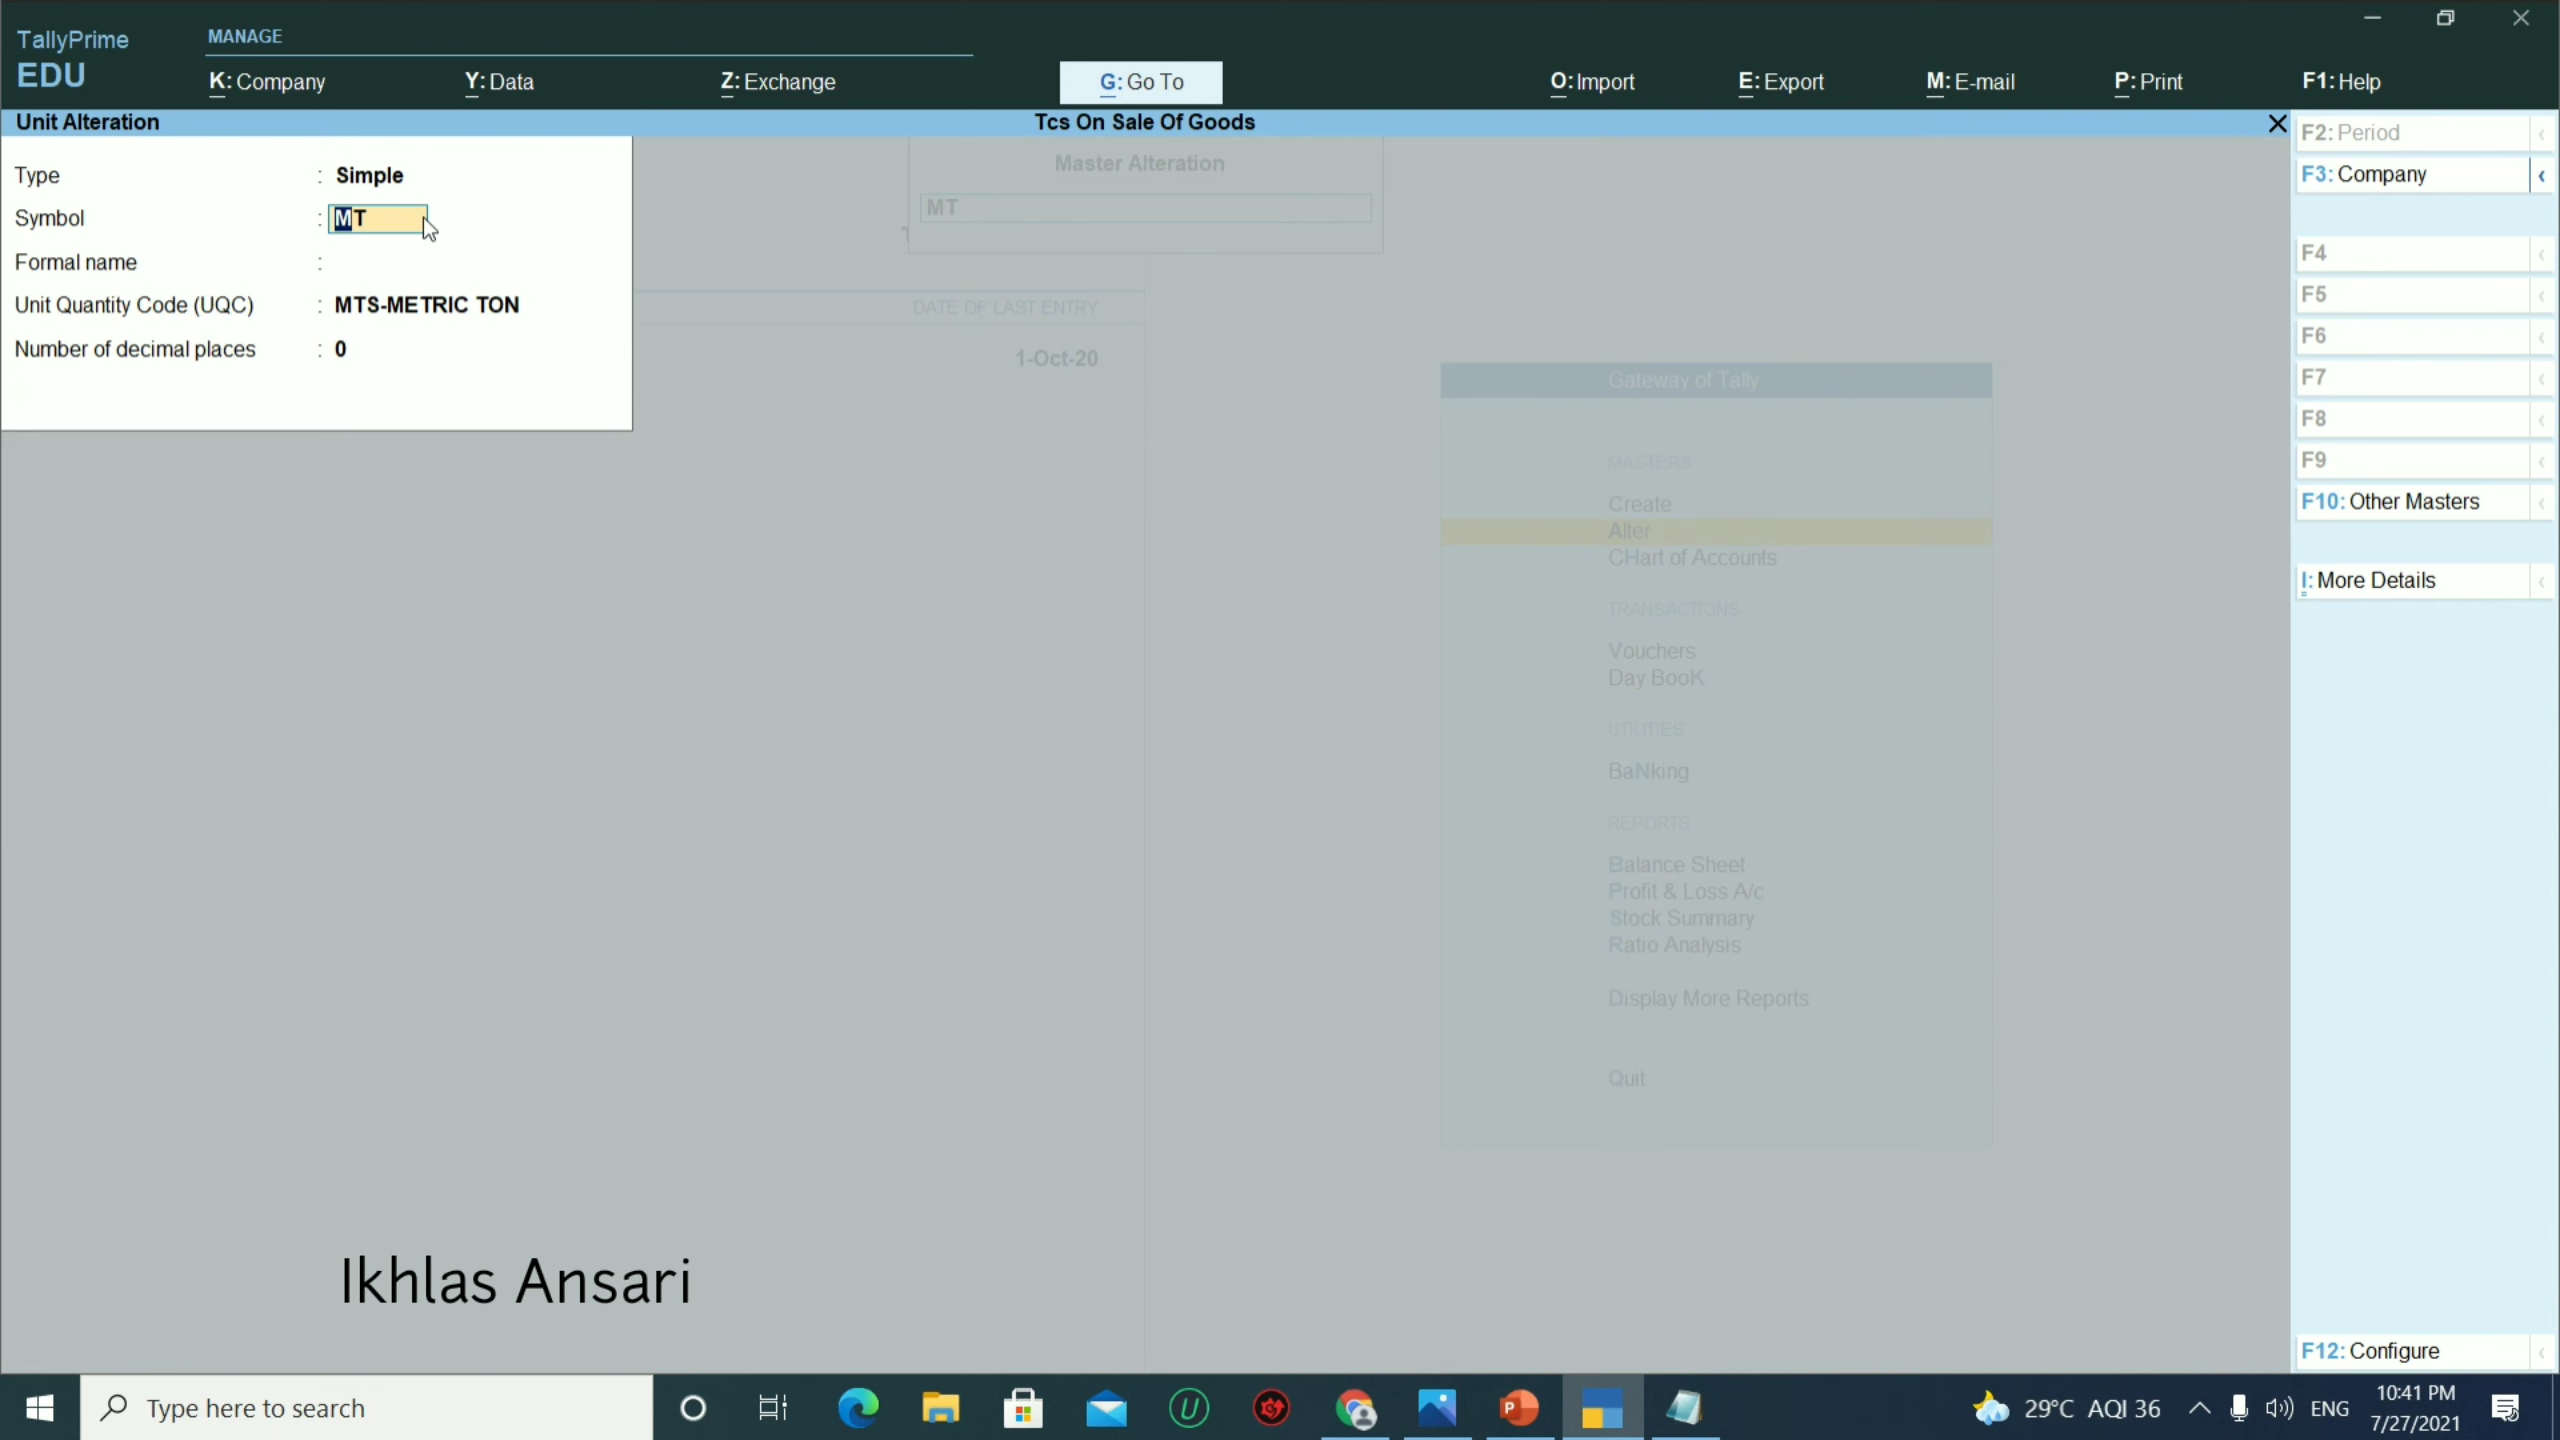 TallyPrime
EDU
MANAGE
K: Company
Y: Data
Z: Exchange
G: Go To
O: Import
E: Export
M: E-mail
P: Print
F1: Help
Unit Alteration
Tcs On Sale Of Goods
Type : Simple
Symbol : MT
Formal name :
Unit Quantity Code (UQC) : MTS-METRIC TON
Number of decimal places : 0
Master Alteration
MT
DATE OF LAST ENTRY
1-Oct-20
Gateway of Tally
MASTERS
Create
Alter
CHart of Accounts
TRANSACTIONS
Vouchers
Day BooK
UTILITIES
BaNking
REPORTS
Balance Sheet
Profit & Loss A/c
Stock Summary
Ratio Analysis
Display More Reports
Quit
F2: Period
F3: Company
F4
F5
F6
F7
F8
F9
F10: Other Masters
I: More Details
F12: Configure
Ikhlas Ansari
Type here to search
29°C AQI 36
ENG
10:41 PM
7/27/2021